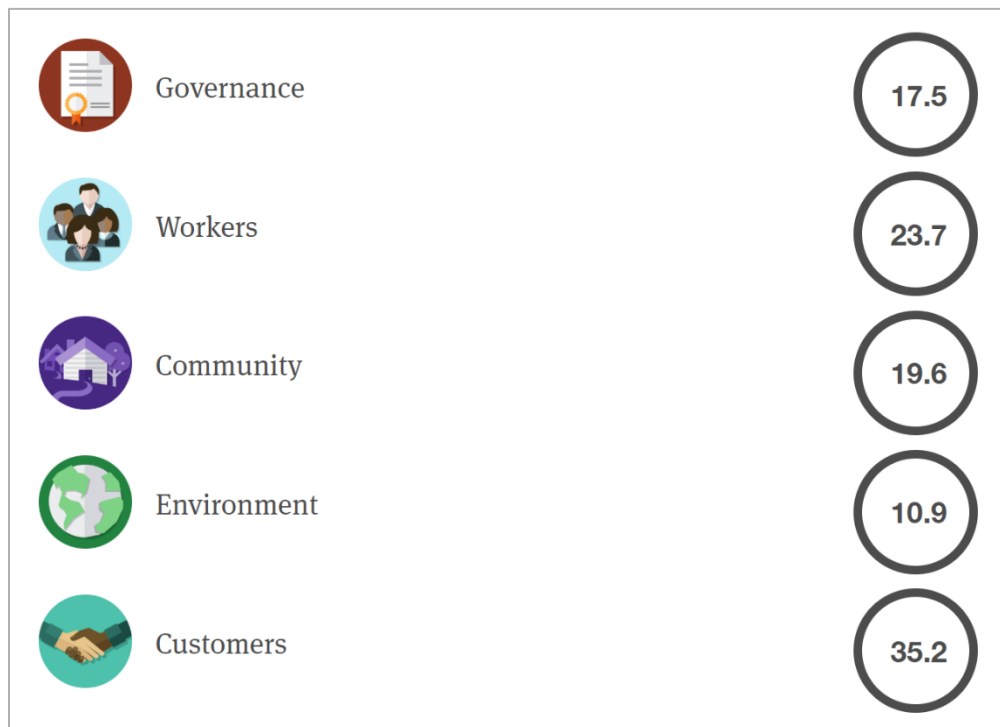 Governance 17.5
Workers 23.7
Community 19.6
Environment 10.9
Customers 35.2